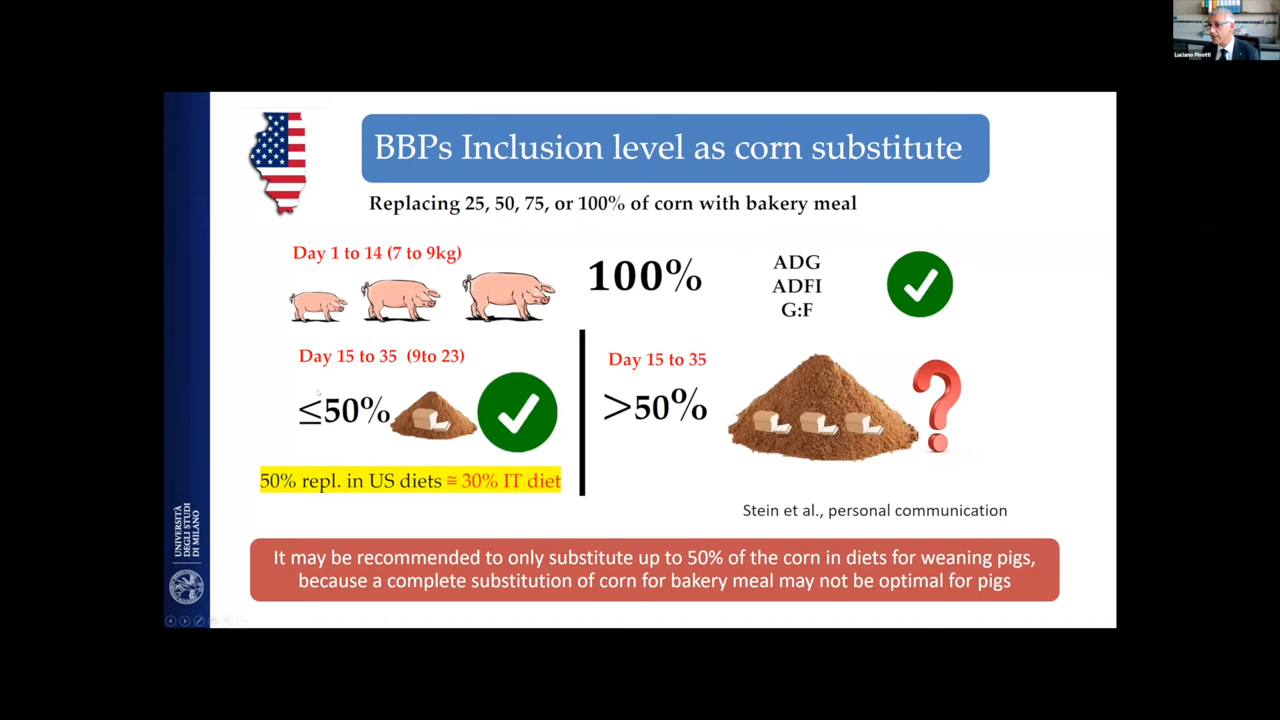 Luciano Pinotti
BBPs Inclusion level as corn substitute
Replacing 25, 50, 75, or 100% of corn with bakery meal
Day 1 to 14 (7 to 9kg)
100%
ADG
ADFI
G:F
Day 15 to 35 (9to 23)
≤50%
Day 15 to 35
>50%
50% repl. in US diets ≅ 30% IT diet
Stein et al., personal communication
It may be recommended to only substitute up to 50% of the corn in diets for weaning pigs,
because a complete substitution of corn for bakery meal may not be optimal for pigs
UNIVERSITÀ
DEGLI STUDI
DI MILANO